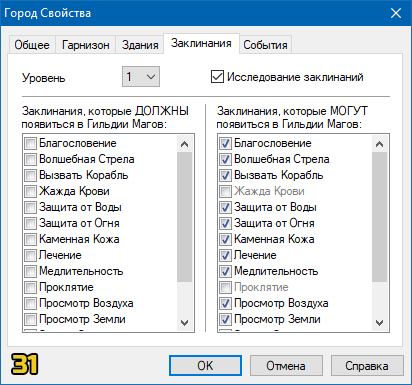 Город Свойства
Общее Гарнизон Здания Заклинания События
Уровень 1 Исследование заклинаний
Заклинания, которые ДОЛЖНЫ
появиться в Гильдии Магов:
Благословение
Волшебная Стрела
Вызвать Корабль
Жажда Крови
Защита от Воды
Защита от Огня
Каменная Кожа
Лечение
Медлительность
Проклятие
Просмотр Воздуха
Просмотр Земли
Заклинания, которые МОГУТ
появиться в Гильдии Магов:
Благословение
Волшебная Стрела
Вызвать Корабль
Жажда Крови
Защита от Воды
Защита от Огня
Каменная Кожа
Лечение
Медлительность
Проклятие
Просмотр Воздуха
Просмотр Земли
31
OK Отмена Справка